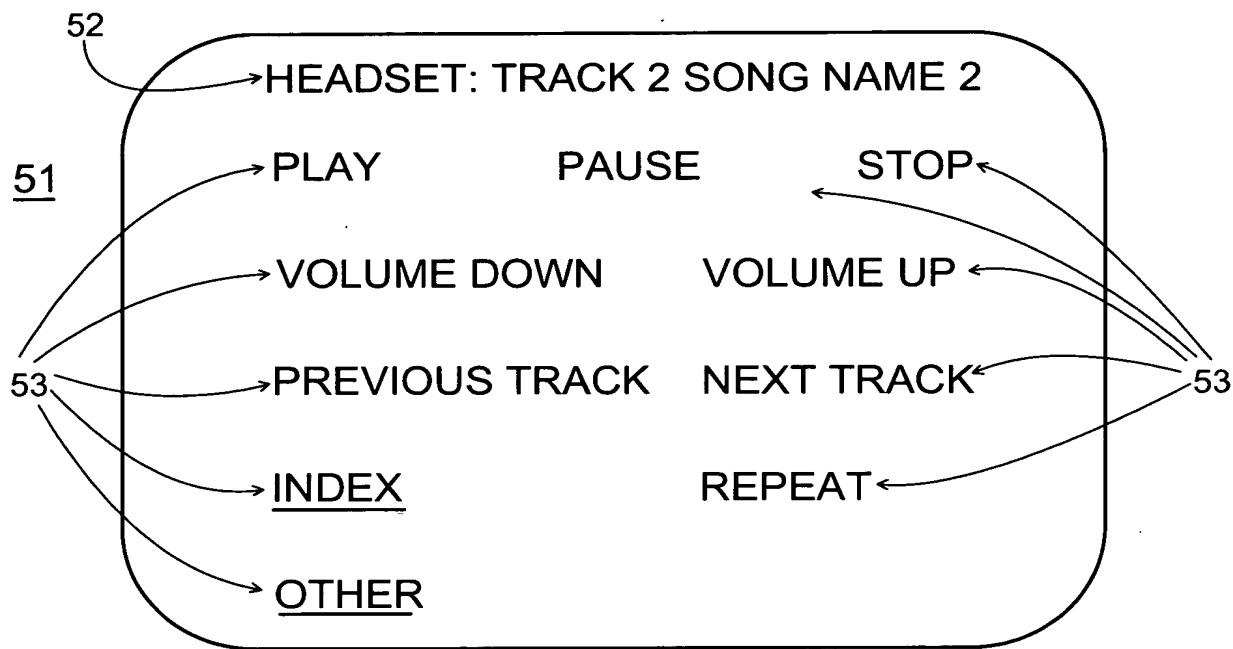 52
HEADSET: TRACK 2 SONG NAME 2
51
PLAY PAUSE STOP
VOLUME DOWN VOLUME UP
53 PREVIOUS TRACK NEXT TRACK 53
INDEX REPEAT
OTHER